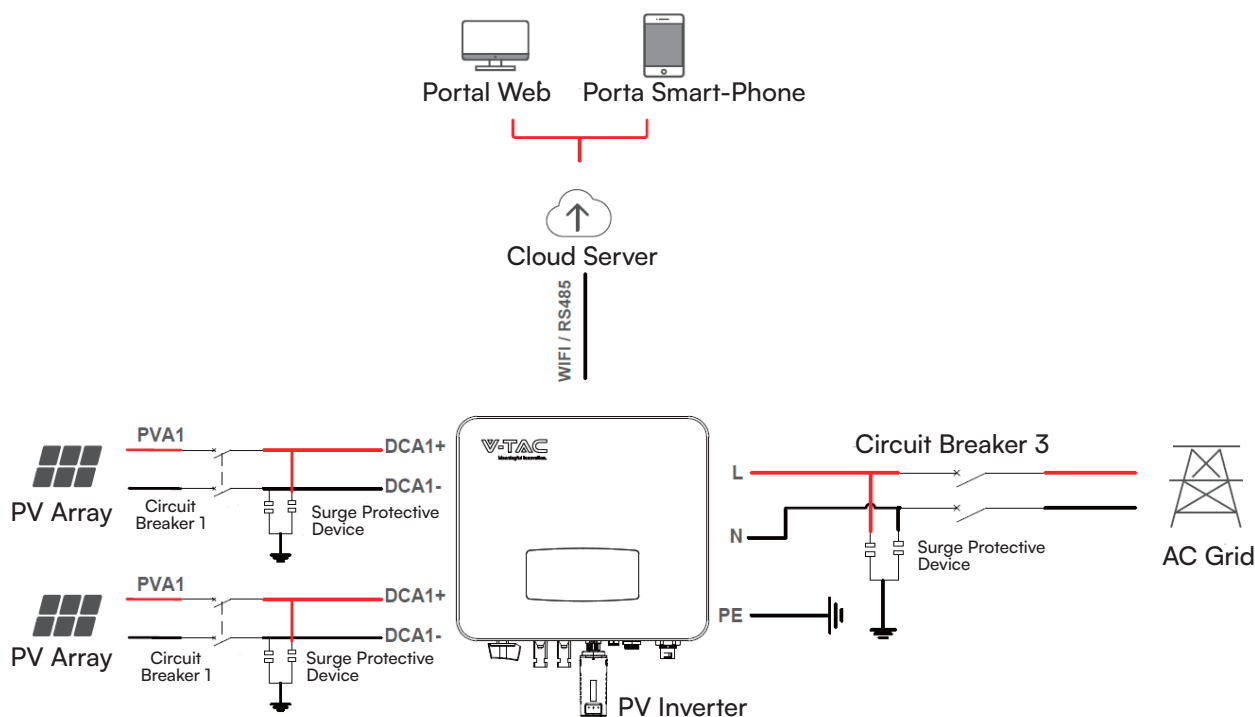 Portal Web
Porta Smart-Phone
Cloud Server
WIFI / RS485
V-TAC
Meaningful Innovation.
PVA1
DCA1+
DCA1-
PV Array
Circuit
Breaker 1
Surge Protective
Device
PVA1
DCA1+
DCA1-
PV Array
Circuit
Breaker 1
Surge Protective
Device
PV Inverter
Circuit Breaker 3
L
N
PE
Surge Protective
Device
AC Grid